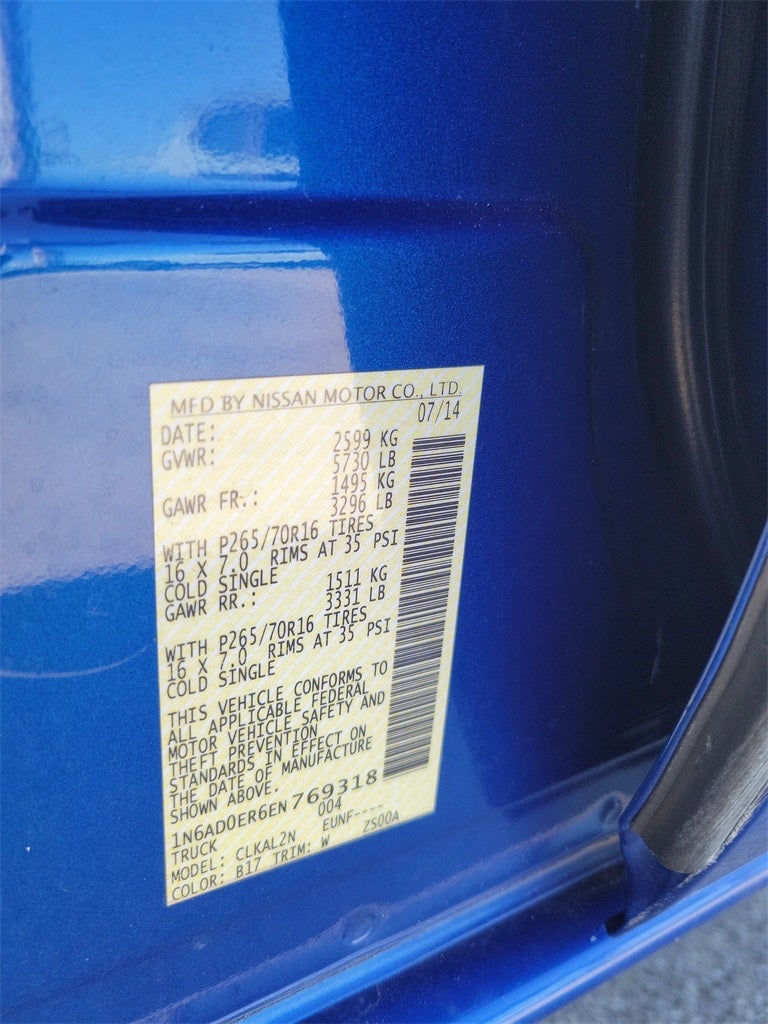 MFD BY NISSAN MOTOR CO., LTD.
DATE: 07/14
GVWR: 2599 KG
5730 LB
GAWR FR.: 1495 KG
3296 LB
WITH P265/70R16 TIRES
16 X 7.0 RIMS AT 35 PSI
COLD SINGLE
GAWR RR.: 1511 KG
3331 LB
WITH P265/70R16 TIRES
16 X 7.0 RIMS AT 35 PSI
COLD SINGLE
THIS VEHICLE CONFORMS TO
ALL APPLICABLE FEDERAL
MOTOR VEHICLE SAFETY AND
THEFT PREVENTION
STANDARDS IN EFFECT ON
THE DATE OF MANUFACTURE
SHOWN ABOVE.
1N6AD0ER6EN769318
TRUCK 004
MODEL: CLKAL2N EUNF----
COLOR: B17 TRIM: W ZS00A